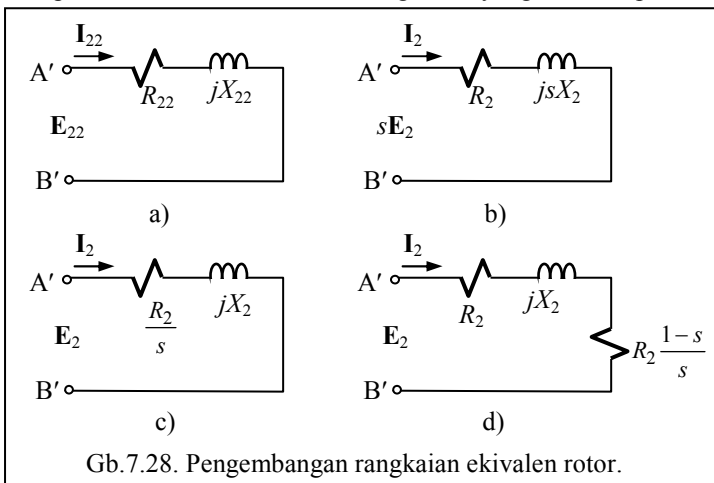 I₂₂
A′
R₂₂
jX₂₂
E₂₂
B′
a)
I₂
A′
R₂
jsX₂
sE₂
B′
b)
I₂
A′
R₂/s
jX₂
E₂
B′
c)
I₂
A′
R₂
jX₂
E₂
R₂ (1−s)/s
B′
d)
Gb.7.28. Pengembangan rangkaian ekivalen rotor.